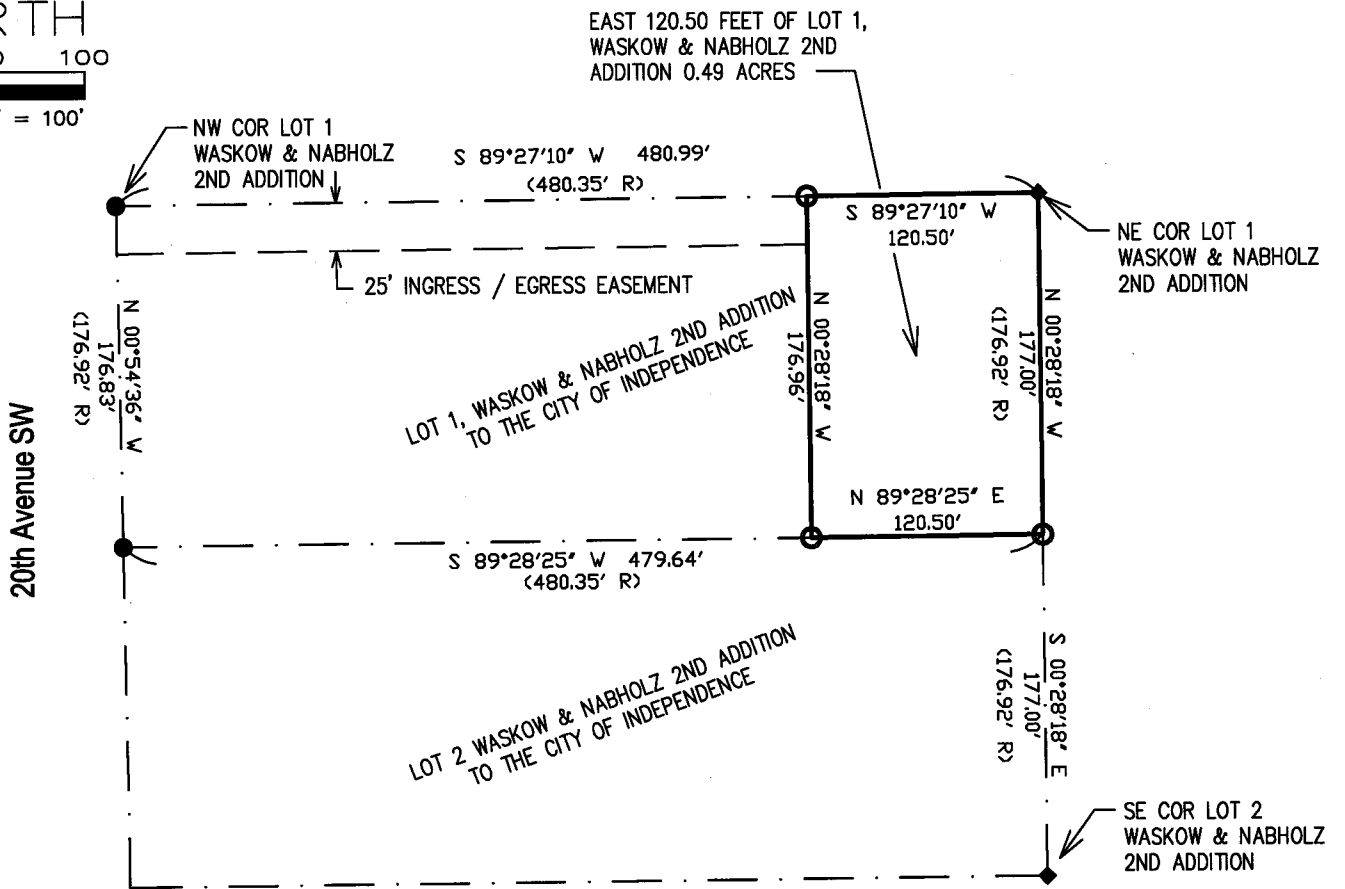 RTH
100
= 100'
EAST 120.50 FEET OF LOT 1,
WASKOW & NABHOLZ 2ND
ADDITION 0.49 ACRES
NW COR LOT 1
WASKOW & NABHOLZ
2ND ADDITION
S 89°27'10" W 480.99'
(480.35' R)
S 89°27'10" W
120.50'
NE COR LOT 1
WASKOW & NABHOLZ
2ND ADDITION
25' INGRESS / EGRESS EASEMENT
N 00°54'36" W
176.83'
(176.92' R)
20th Avenue SW
LOT 1, WASKOW & NABHOLZ 2ND ADDITION
TO THE CITY OF INDEPENDENCE
N 00°28'18" W
176.96'
N 00°28'18" W
177.00'
(176.92' R)
N 89°28'25" E
120.50'
S 89°28'25" W 479.64'
(480.35' R)
LOT 2 WASKOW & NABHOLZ 2ND ADDITION
TO THE CITY OF INDEPENDENCE
S 00°28'18" E
177.00'
(176.92' R)
SE COR LOT 2
WASKOW & NABHOLZ
2ND ADDITION